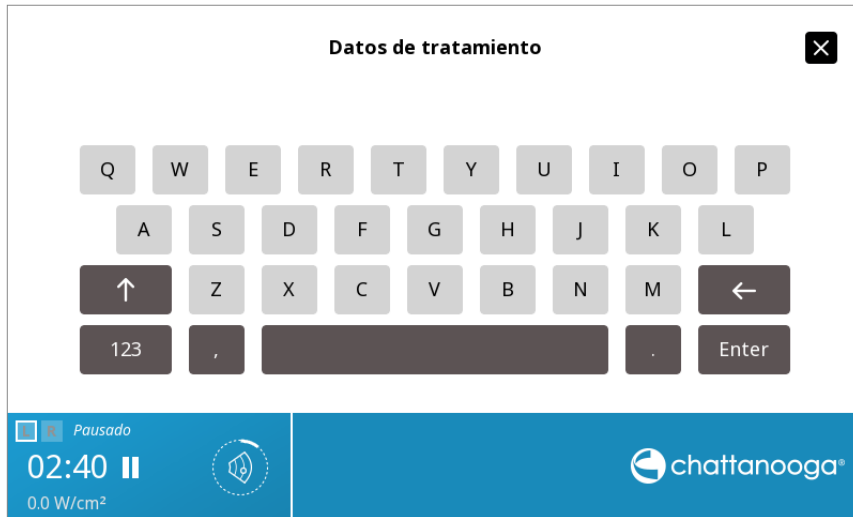 Datos de tratamiento
Q W E R T Y U I O P
A S D F G H J K L
Z X C V B N M
123 , . Enter
L R Pausado
02:40
0.0 W/cm²
chattanooga®